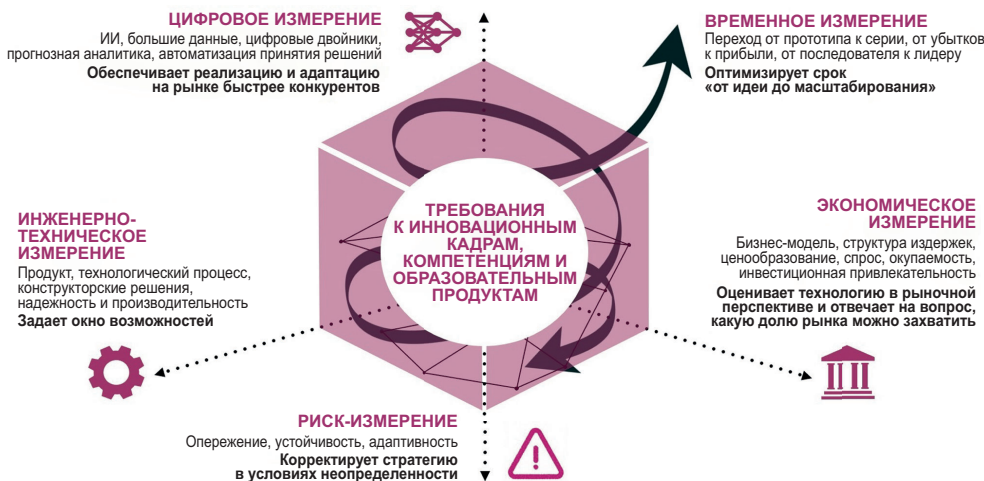 ЦИФРОВОЕ ИЗМЕРЕНИЕ
ИИ, большие данные, цифровые двойники,
прогнозная аналитика, автоматизация принятия решений
Обеспечивает реализацию и адаптацию
на рынке быстрее конкурентов
ВРЕМЕННОЕ ИЗМЕРЕНИЕ
Переход от прототипа к серии, от убытков
к прибыли, от последователя к лидеру
Оптимизирует срок
«от идеи до масштабирования»
ИНЖЕНЕРНО-
ТЕХНИЧЕСКОЕ
ИЗМЕРЕНИЕ
Продукт, технологический процесс,
конструкторские решения,
надежность и производительность
Задает окно возможностей
ТРЕБОВАНИЯ
К ИННОВАЦИОННЫМ
КАДРАМ,
КОМПЕТЕНЦИЯМ И
ОБРАЗОВАТЕЛЬНЫМ
ПРОДУКТАМ
ЭКОНОМИЧЕСКОЕ
ИЗМЕРЕНИЕ
Бизнес-модель, структура издержек,
ценообразование, спрос, окупаемость,
инвестиционная привлекательность
Оценивает технологию в рыночной
перспективе и отвечает на вопрос,
какую долю рынка можно захватить
РИСК-ИЗМЕРЕНИЕ
Опережение, устойчивость, адаптивность
Корректирует стратегию
в условиях неопределенности